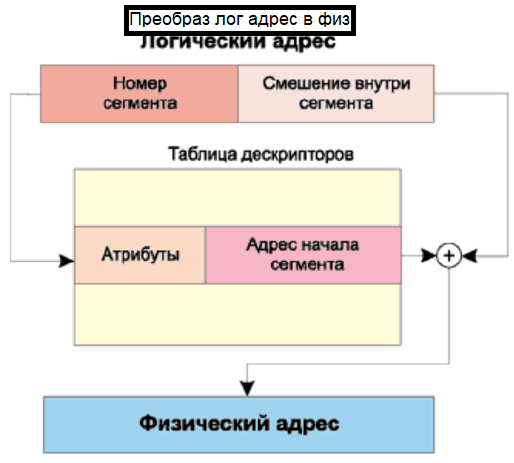 Преобраз лог адрес в физ
Логический адрес
Номер
сегмента
Смешение внутри
сегмента
Таблица дескрипторов
Атрибуты
Адрес начала
сегмента
+
Физический адрес